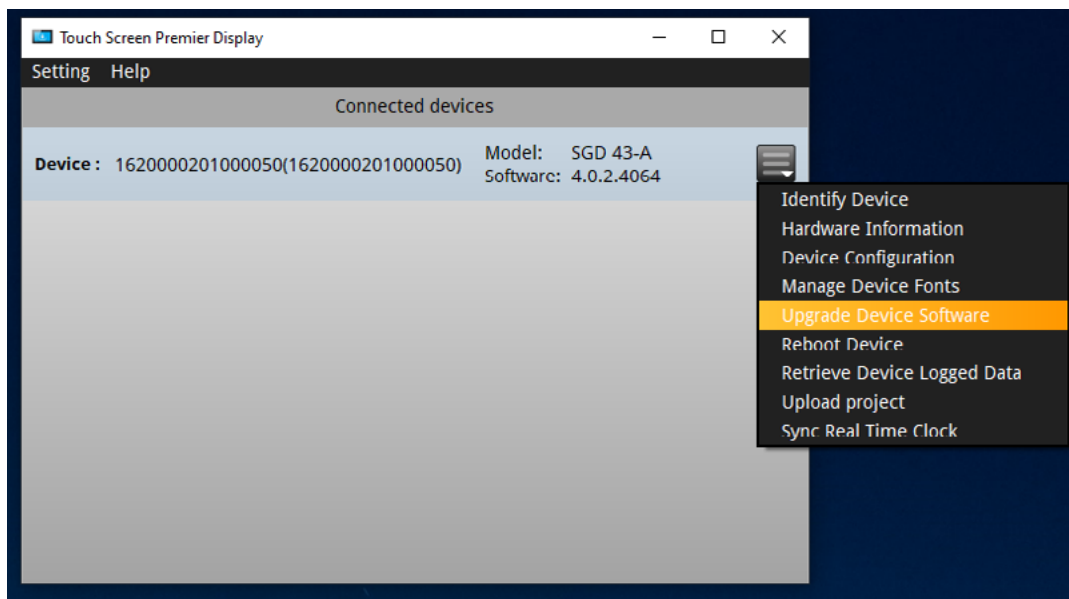 Touch Screen Premier Display
Setting Help
Connected devices
Device : 1620000201000050(1620000201000050)
Model: SGD 43-A
Software: 4.0.2.4064
Identify Device
Hardware Information
Device Configuration
Manage Device Fonts
Upgrade Device Software
Reboot Device
Retrieve Device Logged Data
Upload project
Sync Real Time Clock